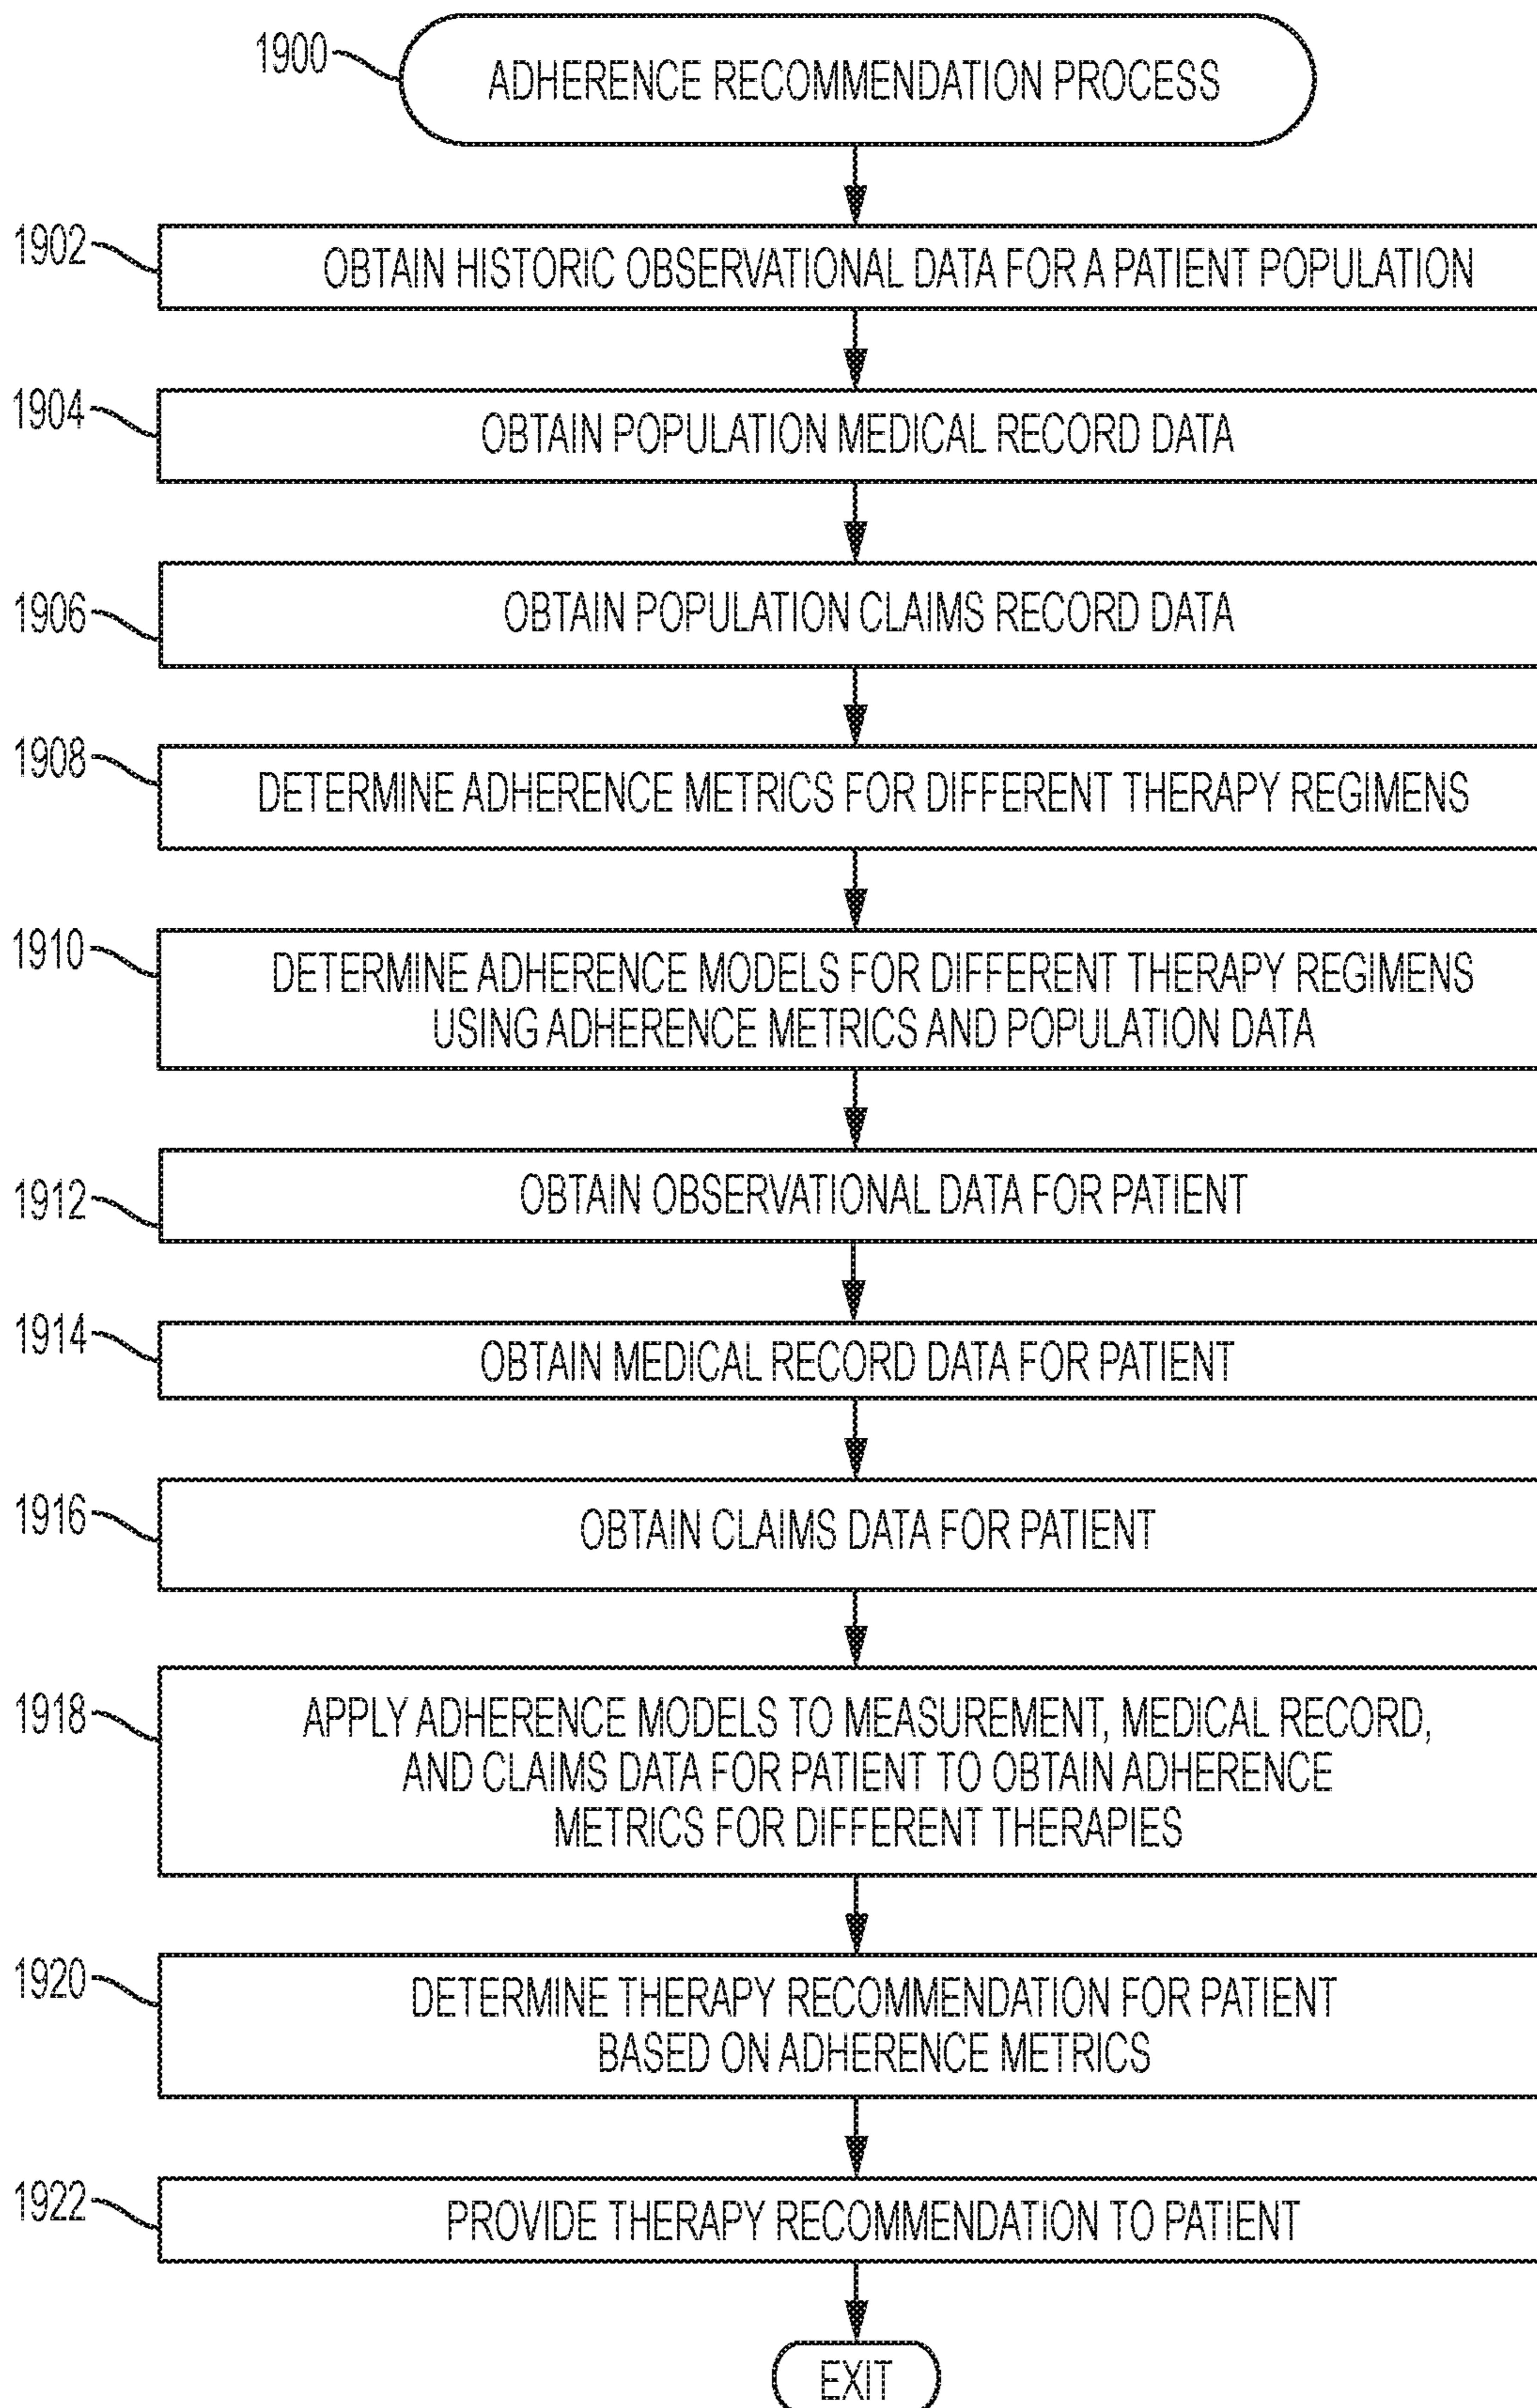 1900
ADHERENCE RECOMMENDATION PROCESS
1902
OBTAIN HISTORIC OBSERVATIONAL DATA FOR A PATIENT POPULATION
1904
OBTAIN POPULATION MEDICAL RECORD DATA
1906
OBTAIN POPULATION CLAIMS RECORD DATA
1908
DETERMINE ADHERENCE METRICS FOR DIFFERENT THERAPY REGIMENS
1910
DETERMINE ADHERENCE MODELS FOR DIFFERENT THERAPY REGIMENS
USING ADHERENCE METRICS AND POPULATION DATA
1912
OBTAIN OBSERVATIONAL DATA FOR PATIENT
1914
OBTAIN MEDICAL RECORD DATA FOR PATIENT
1916
OBTAIN CLAIMS DATA FOR PATIENT
1918
APPLY ADHERENCE MODELS TO MEASUREMENT, MEDICAL RECORD,
AND CLAIMS DATA FOR PATIENT TO OBTAIN ADHERENCE
METRICS FOR DIFFERENT THERAPIES
1920
DETERMINE THERAPY RECOMMENDATION FOR PATIENT
BASED ON ADHERENCE METRICS
1922
PROVIDE THERAPY RECOMMENDATION TO PATIENT
EXIT